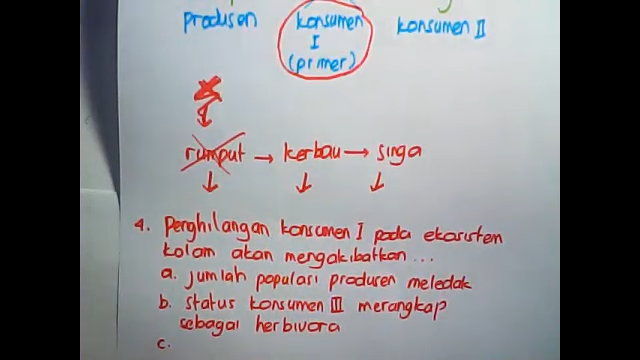 produsen konsumen konsumen II
I
(primer)
rumput → kerbau → singa
↓ ↓ ↓
4. Penghilangan konsumen I pada ekosistem
kolam akan mengakibatkan ...
a. jumlah populasi produsen meledak
b. status konsumen III merangkap
sebagai herbivora
c.